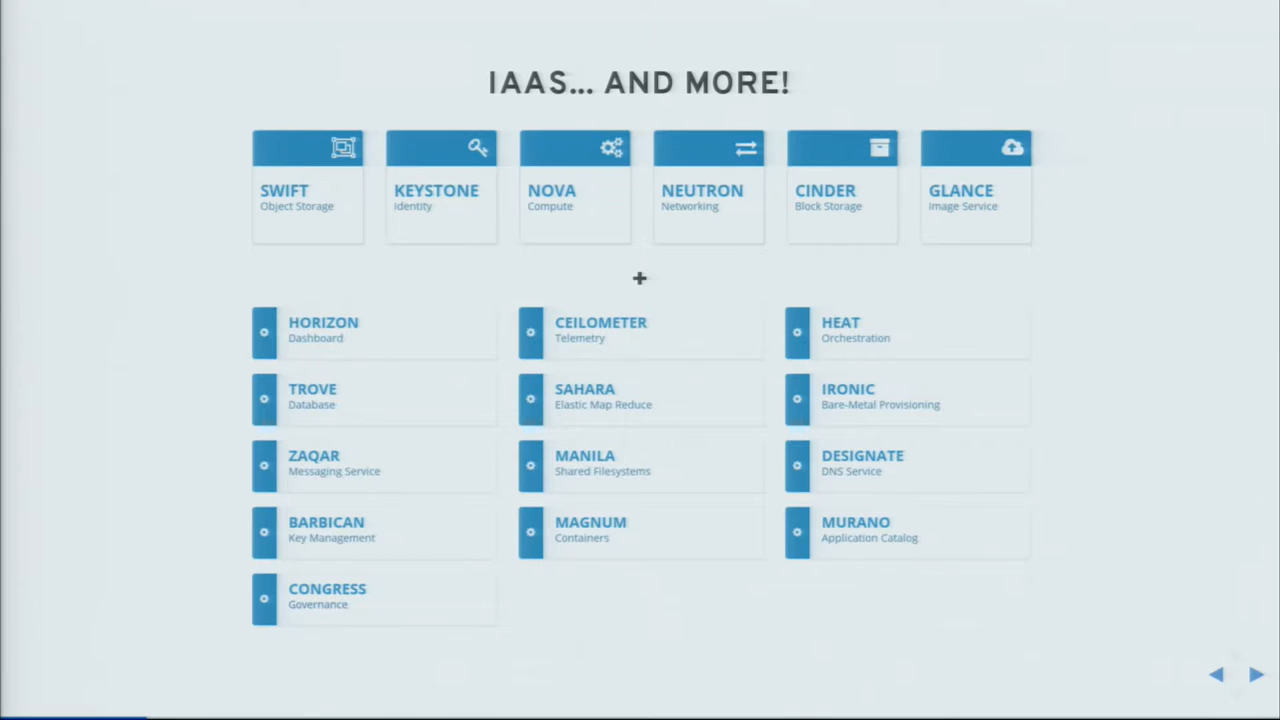 IAAS... AND MORE!
SWIFT
Object Storage
KEYSTONE
Identity
NOVA
Compute
NEUTRON
Networking
CINDER
Block Storage
GLANCE
Image Service
+
HORIZON
Dashboard
CEILOMETER
Telemetry
HEAT
Orchestration
TROVE
Database
SAHARA
Elastic Map Reduce
IRONIC
Bare-Metal Provisioning
ZAQAR
Messaging Service
MANILA
Shared Filesystems
DESIGNATE
DNS Service
BARBICAN
Key Management
MAGNUM
Containers
MURANO
Application Catalog
CONGRESS
Governance